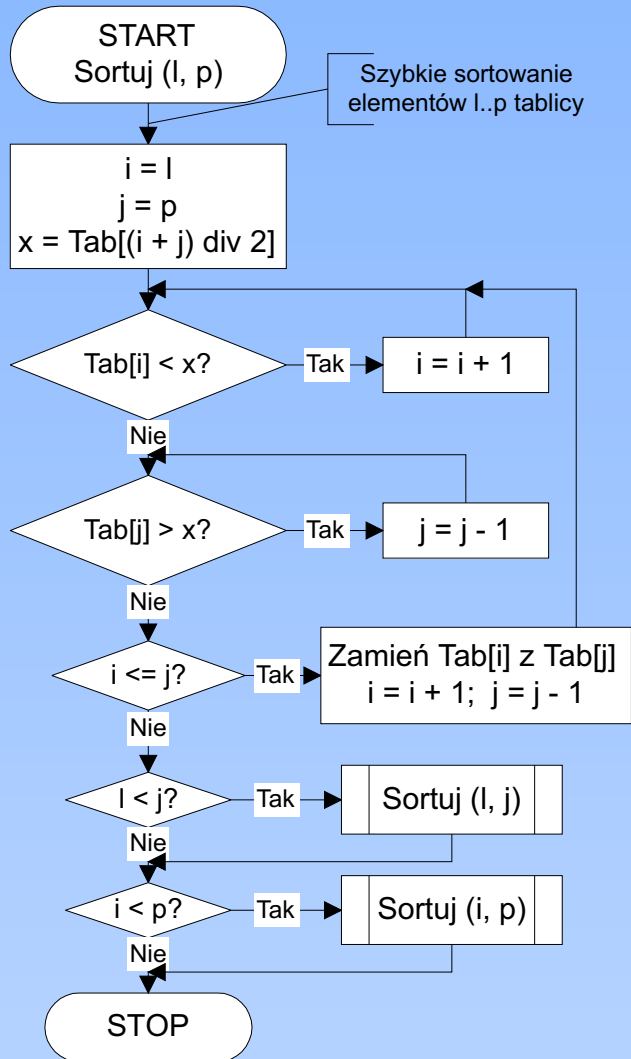 START
Sortuj (l, p)
Szybkie sortowanie
elementów l..p tablicy
i = l
j = p
x = Tab[(i + j) div 2]
Tab[i] < x?
Tak
i = i + 1
Nie
Tab[j] > x?
Tak
j = j - 1
Nie
i <= j?
Tak
Zamień Tab[i] z Tab[j]
i = i + 1; j = j - 1
Nie
l < j?
Tak
Sortuj (l, j)
Nie
i < p?
Tak
Sortuj (i, p)
Nie
STOP